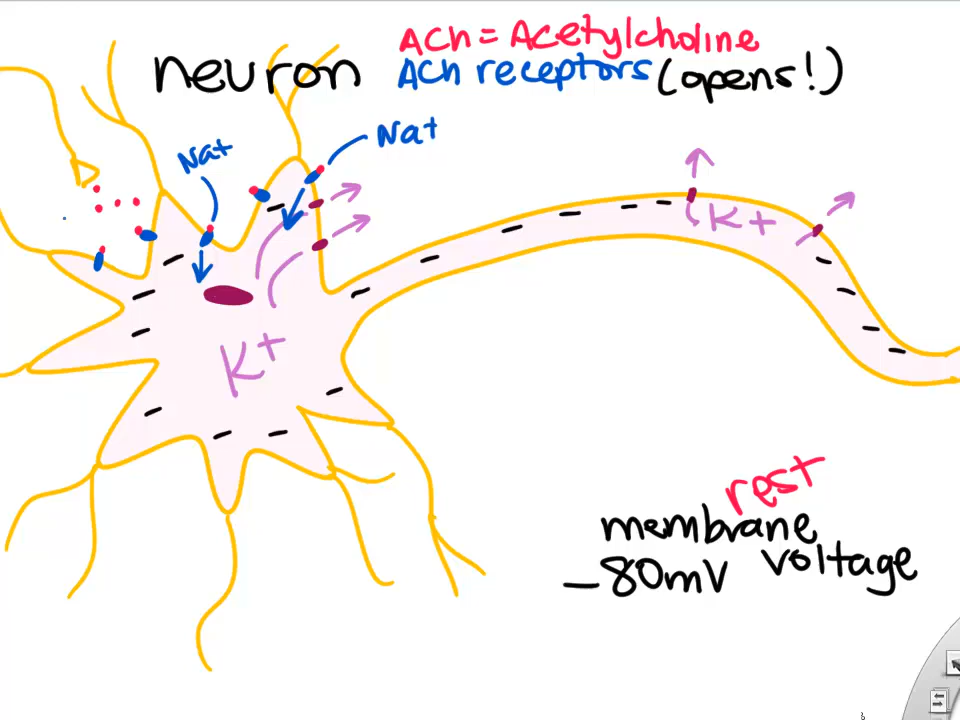 neuron
ACh = Acetylcholine
ACh receptors (opens!)
Na+
Na+
K+
K+
rest
membrane
voltage
-80mV